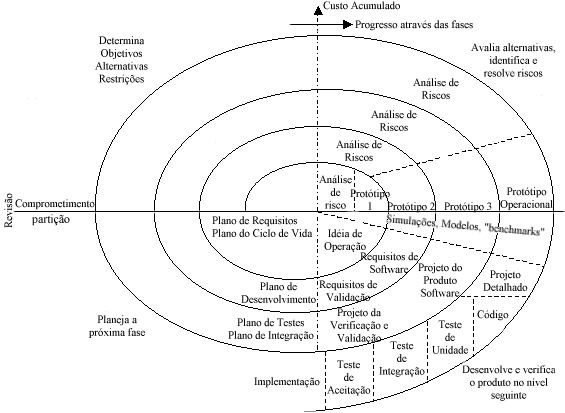 Custo Acumulado
Progresso através das fases
Determina
Objetivos
Alternativas
Restrições
Avalia alternativas,
identifica e
resolve riscos
Análise de
Riscos
Análise de
Riscos
Análise de
Riscos
Análise
de
risco
Protótipo
1
Protótipo 2
Protótipo 3
Protótipo
Operacional
Revisão
Comprometimento
partição
Simulações, Modelos, "benchmarks"
Plano de Requisitos
Plano do Ciclo de Vida
Idéia de
Operação
Requisitos de
Software
Projeto do
Produto
Software
Projeto
Detalhado
Plano de
Desenvolvimento
Requisitos de
Validação
Planeja a
próxima fase
Plano de Testes
Plano de Integração
Projeto da
Verificação e
Validação
Código
Teste
de
Unidade
Teste
de
Integração
Teste
de
Aceitação
Implementação
Desenvolve e verifica
o produto no nível
seguinte